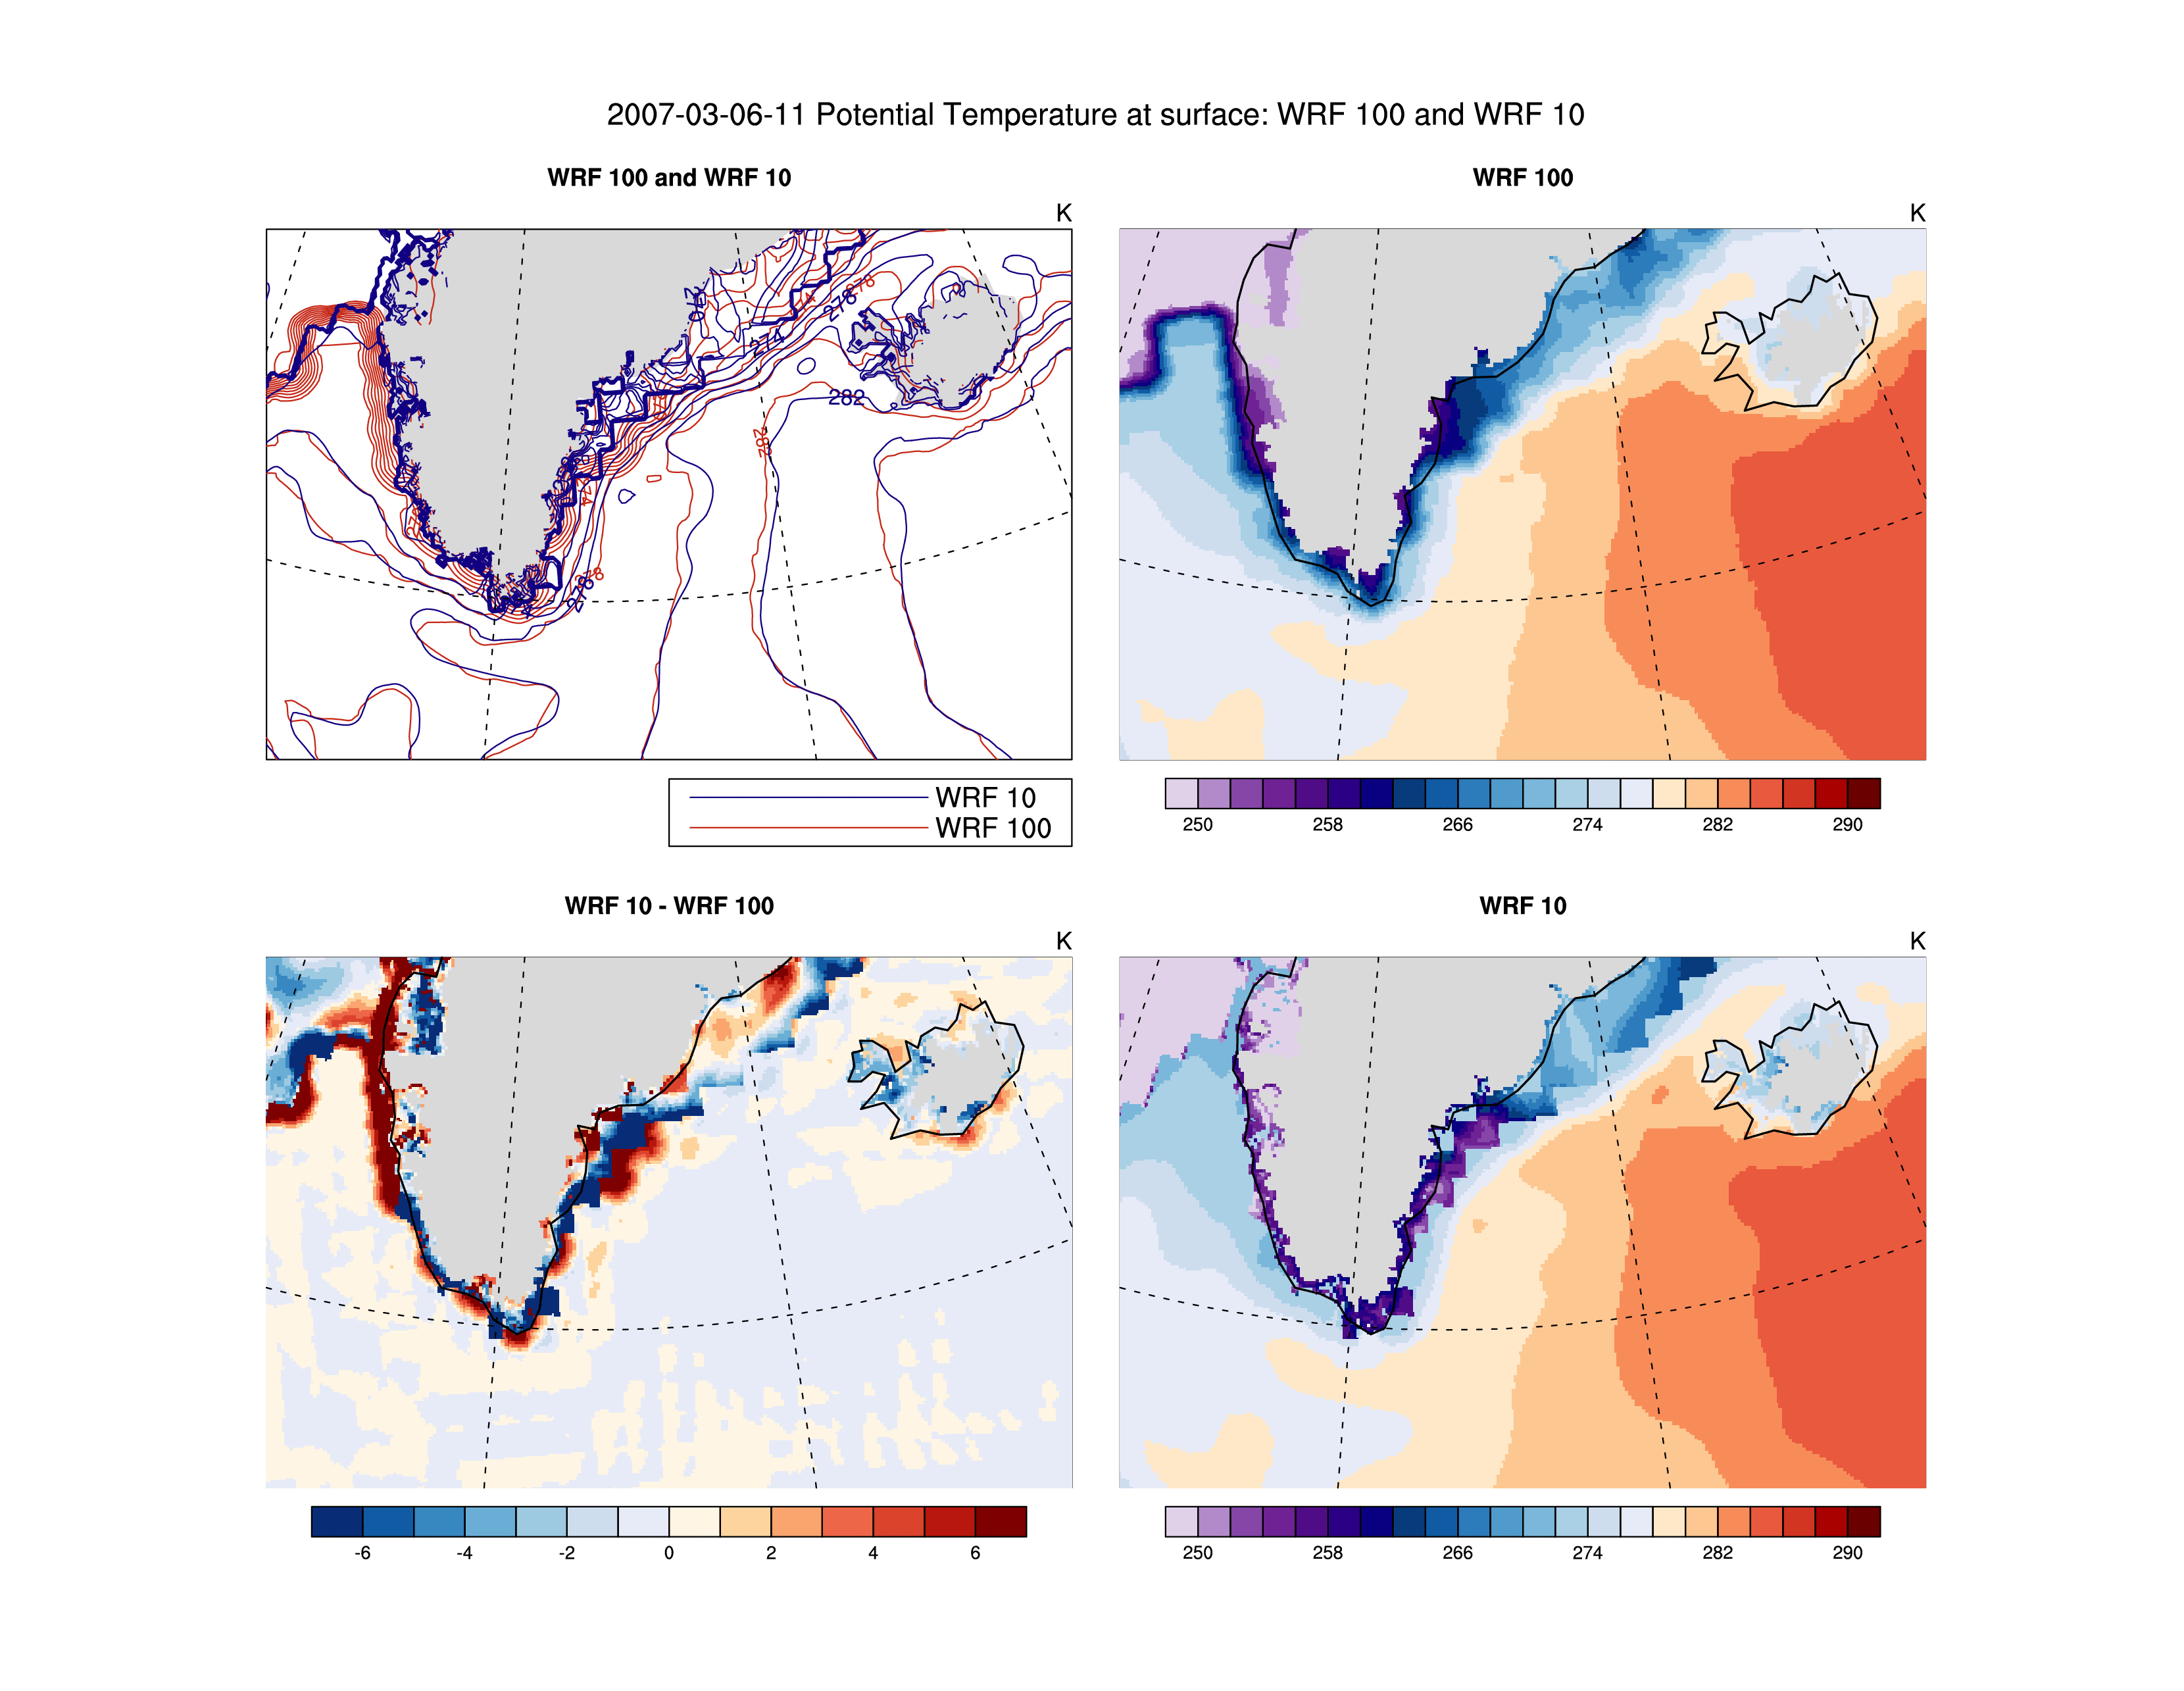 2007-03-06-11 Potential Temperature at surface: WRF 100 and WRF 10
WRF 100 and WRF 10
K
278
278
274
282
282
278
WRF 10
WRF 100
WRF 100
K
250 258 266 274 282 290
WRF 10 - WRF 100
K
-6 -4 -2 0 2 4 6
WRF 10
K
250 258 266 274 282 290